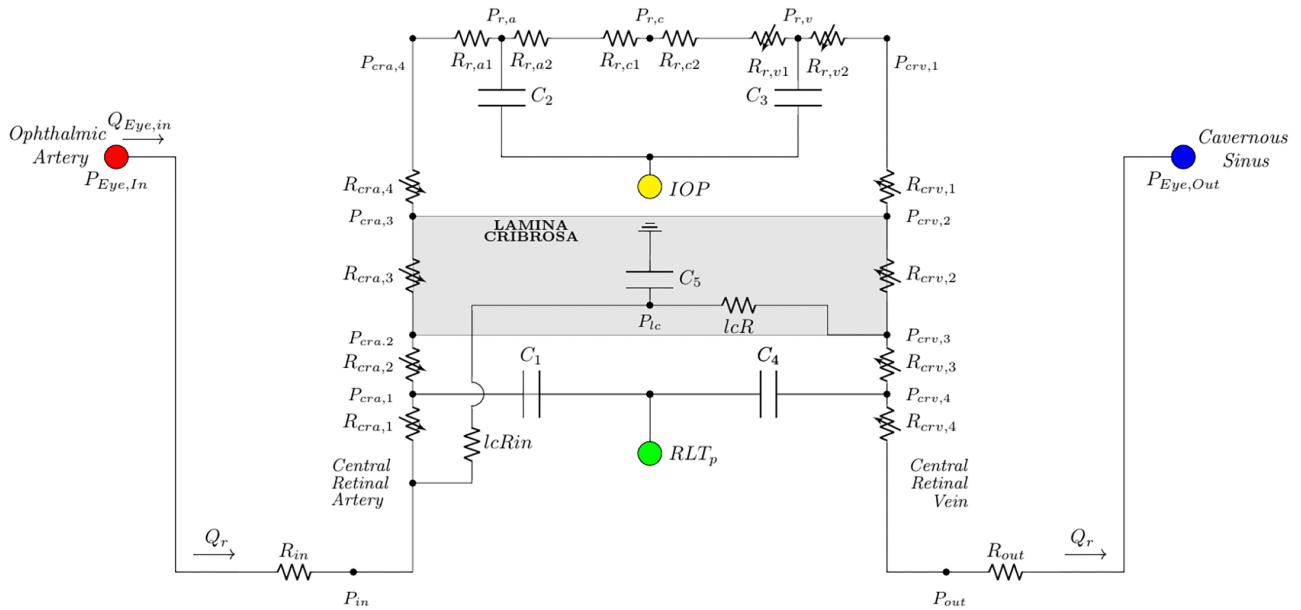 P_{r,a}
P_{r,c}
P_{r,v}
P_{cra,4}
R_{r,a1}
R_{r,a2}
R_{r,c1}
R_{r,c2}
R_{r,v1}
R_{r,v2}
P_{crv,1}
C_2
C_3
Q_{Eye,in}
Ophthalmic
Artery
P_{Eye,In}
Cavernous
Sinus
P_{Eye,Out}
R_{cra,4}
IOP
R_{crv,1}
P_{cra,3}
LAMINA
CRIBROSA
P_{crv,2}
R_{cra,3}
C_5
R_{crv,2}
P_{lc}
lcR
P_{cra.2}
P_{crv,3}
R_{cra,2}
C_1
C_4
R_{crv,3}
P_{cra,1}
P_{crv,4}
R_{cra,1}
lcRin
RLT_p
R_{crv,4}
Central
Retinal
Artery
Central
Retinal
Vein
Q_r
R_{in}
P_{in}
R_{out}
Q_r
P_{out}